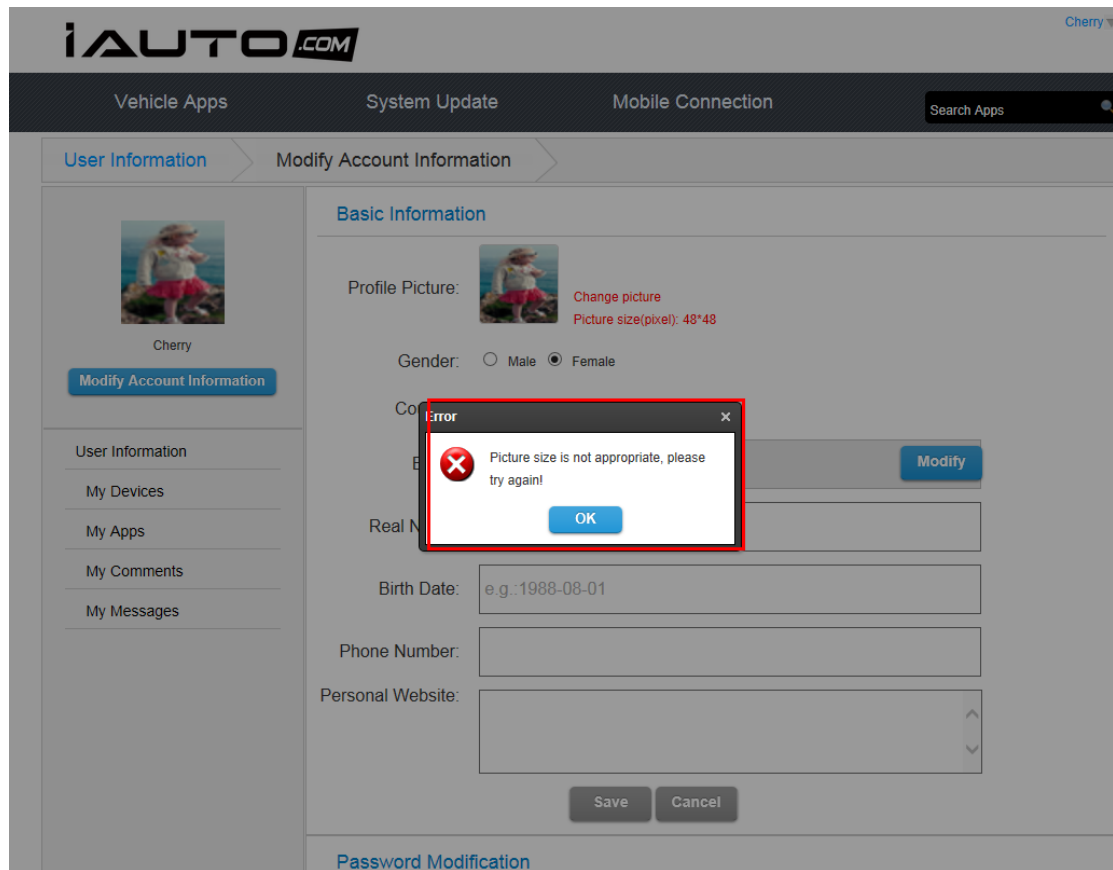 iAUTO.COM
Cherry
Vehicle Apps
System Update
Mobile Connection
Search Apps
User Information
Modify Account Information
Cherry
Modify Account Information
User Information
My Devices
My Apps
My Comments
My Messages
Basic Information
Profile Picture:
Change picture
Picture size(pixel): 48*48
Gender:
Male
Female
Co
Error
×
Picture size is not appropriate, please
try again!
OK
E
Modify
Real N
Birth Date:
e.g.:1988-08-01
Phone Number:
Personal Website:
Save
Cancel
Password Modification